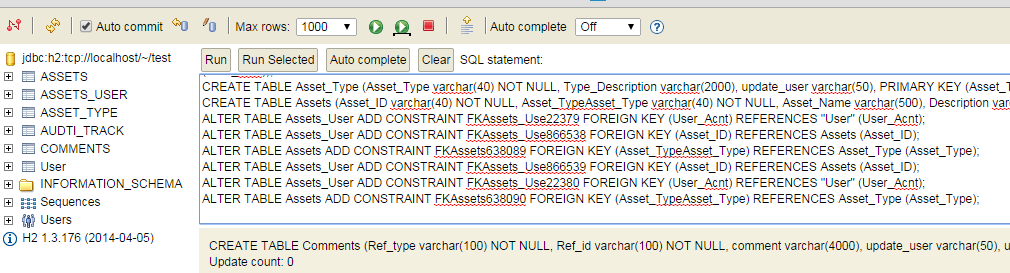 Auto commit Max rows: 1000 Auto complete Off
jdbc:h2:tcp://localhost/~/test
ASSETS
ASSETS_USER
ASSET_TYPE
AUDTI_TRACK
COMMENTS
User
INFORMATION_SCHEMA
Sequences
Users
H2 1.3.176 (2014-04-05)
Run Run Selected Auto complete Clear SQL statement:
CREATE TABLE Asset_Type (Asset_Type varchar(40) NOT NULL, Type_Description varchar(2000), update_user varchar(50), PRIMARY KEY (Asset_T
CREATE TABLE Assets (Asset_ID varchar(40) NOT NULL, Asset_TypeAsset_Type varchar(40) NOT NULL, Asset_Name varchar(500), Description var
ALTER TABLE Assets_User ADD CONSTRAINT FKAssets_Use22379 FOREIGN KEY (User_Acnt) REFERENCES "User" (User_Acnt);
ALTER TABLE Assets_User ADD CONSTRAINT FKAssets_Use866538 FOREIGN KEY (Asset_ID) REFERENCES Assets (Asset_ID);
ALTER TABLE Assets ADD CONSTRAINT FKAssets638089 FOREIGN KEY (Asset_TypeAsset_Type) REFERENCES Asset_Type (Asset_Type);
ALTER TABLE Assets_User ADD CONSTRAINT FKAssets_Use866539 FOREIGN KEY (Asset_ID) REFERENCES Assets (Asset_ID);
ALTER TABLE Assets_User ADD CONSTRAINT FKAssets_Use22380 FOREIGN KEY (User_Acnt) REFERENCES "User" (User_Acnt);
ALTER TABLE Assets ADD CONSTRAINT FKAssets638090 FOREIGN KEY (Asset_TypeAsset_Type) REFERENCES Asset_Type (Asset_Type);
CREATE TABLE Comments (Ref_type varchar(100) NOT NULL, Ref_id varchar(100) NOT NULL, comment varchar(4000), update_user varchar(50), u
Update count: 0